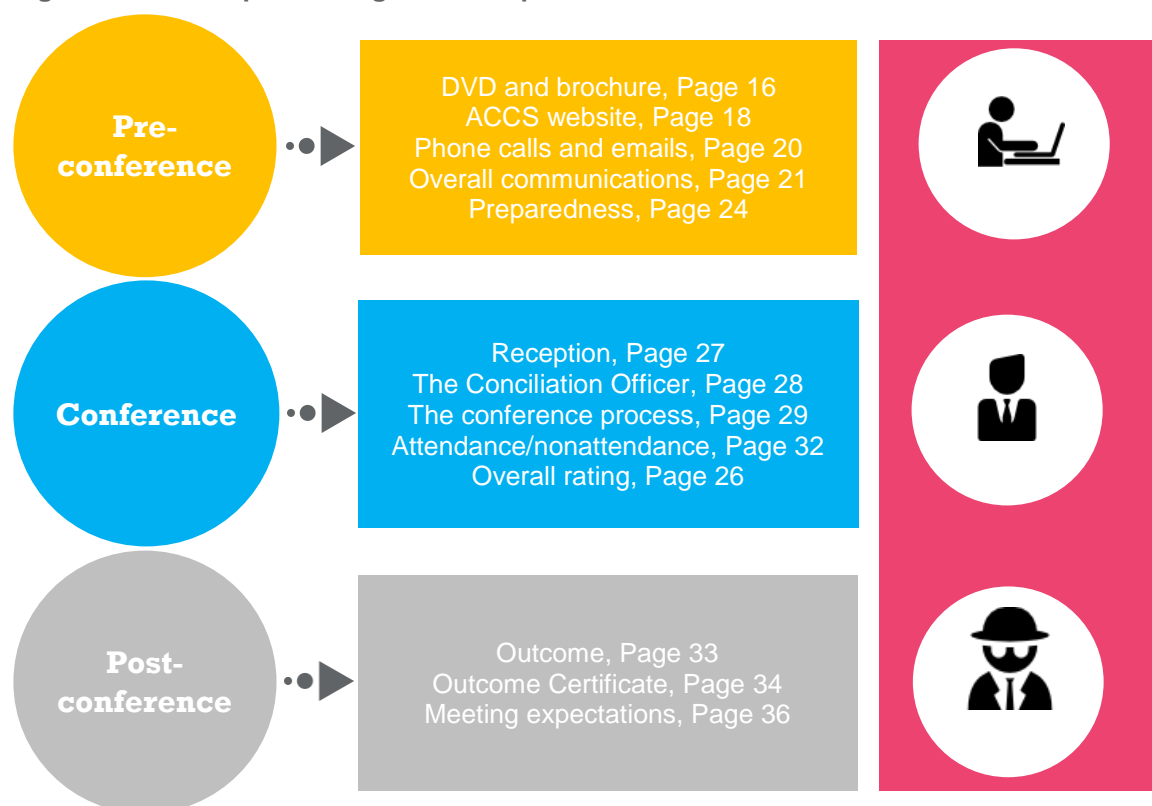 Pre-
conference
DVD and brochure, Page 16
ACCS website, Page 18
Phone calls and emails, Page 20
Overall communications, Page 21
Preparedness, Page 24
Conference
Reception, Page 27
The Conciliation Officer, Page 28
The conference process, Page 29
Attendance/nonattendance, Page 32
Overall rating, Page 26
Post-
conference
Outcome, Page 33
Outcome Certificate, Page 34
Meeting expectations, Page 36